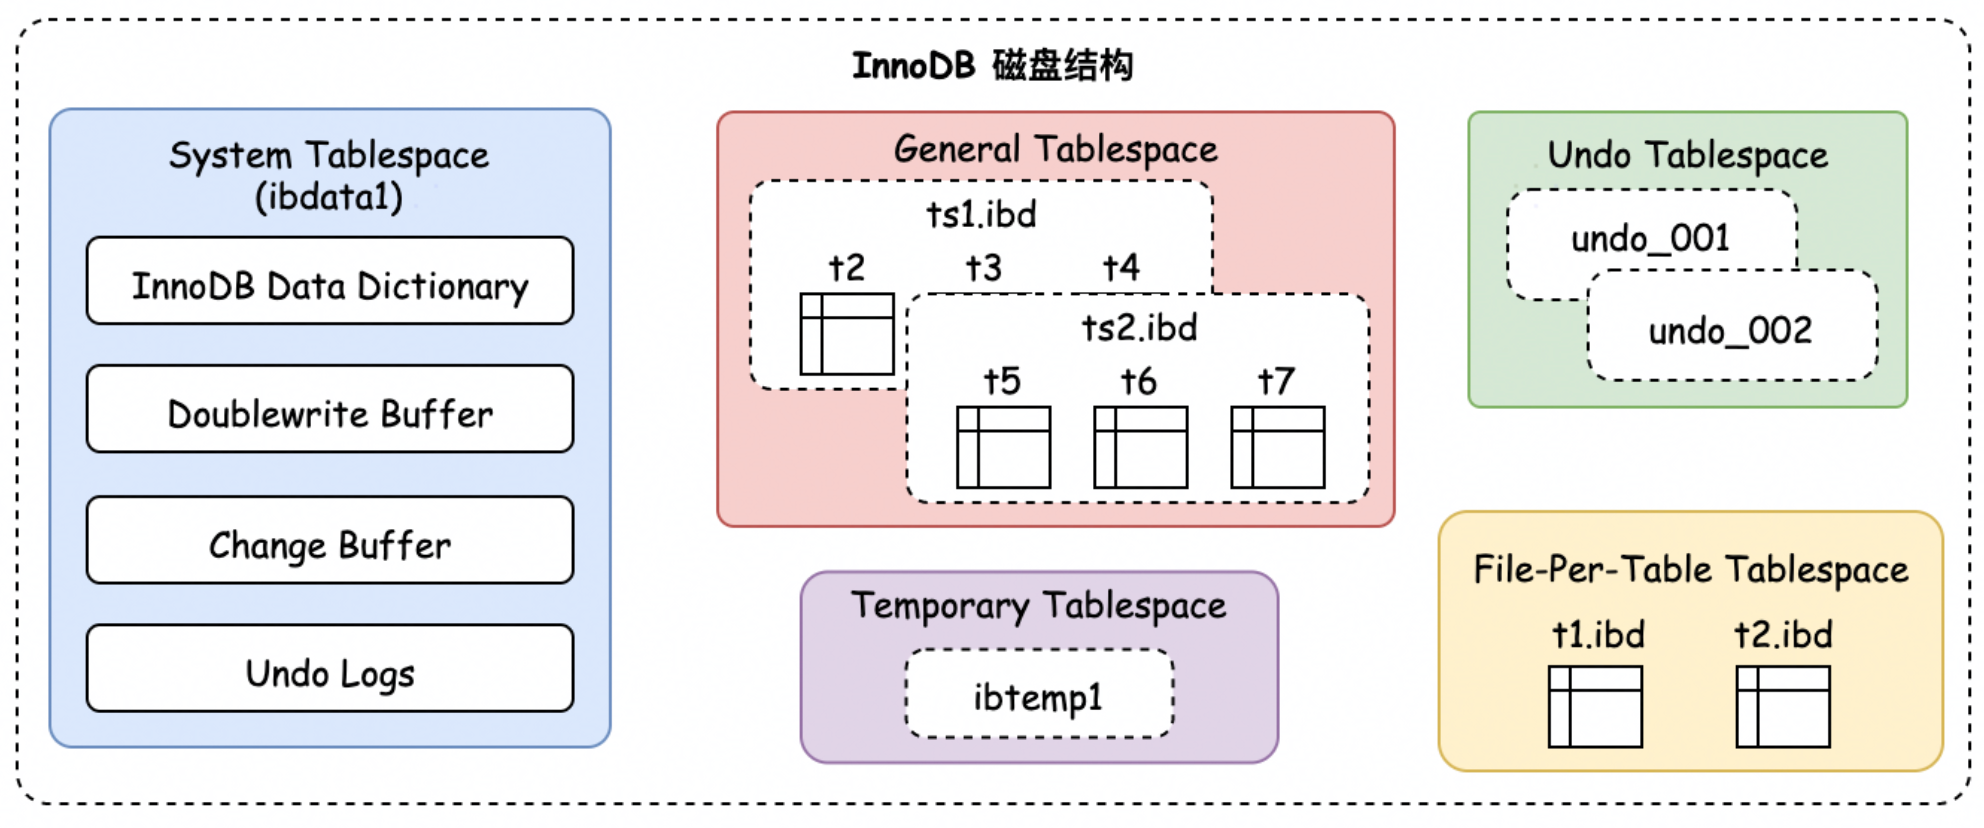 InnoDB 磁盘结构
System Tablespace
(ibdata1)
InnoDB Data Dictionary
Doublewrite Buffer
Change Buffer
Undo Logs
General Tablespace
ts1.ibd
t2 t3 t4
ts2.ibd
t5 t6 t7
Temporary Tablespace
ibtemp1
Undo Tablespace
undo_001
undo_002
File-Per-Table Tablespace
t1.ibd t2.ibd